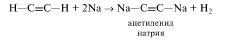 H—C=C—H + 2Na → Na—C=C—Na + H₂
ацетиленид
натрия